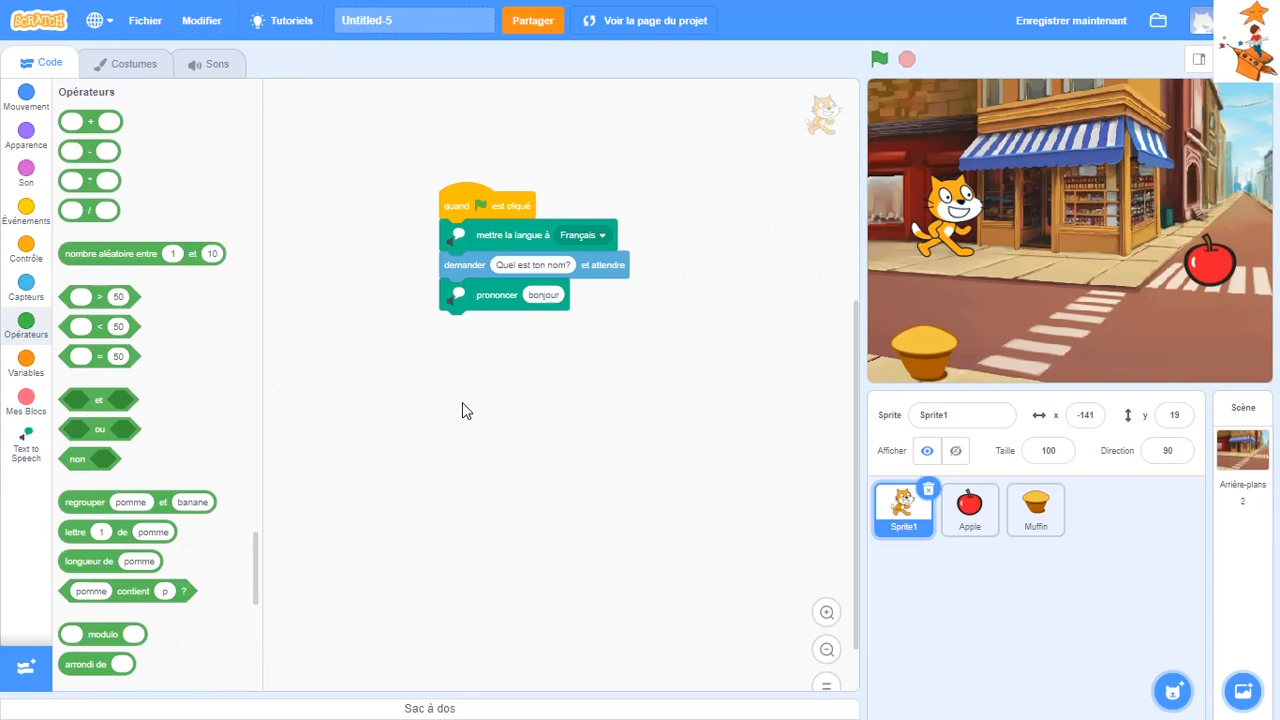 SCRATCH Fichier Modifier Tutoriels Untitled-5 Partager Voir la page du projet Enregistrer maintenant
Code Costumes Sons
Mouvement
Apparence
Son
Événements
Contrôle
Capteurs
Opérateurs
Variables
Mes Blocs
Text to
Speech
Opérateurs
+
-
*
/
nombre aléatoire entre 1 et 10
> 50
< 50
= 50
et
ou
non
regrouper pomme et banane
lettre 1 de pomme
longueur de pomme
pomme contient p ?
modulo
arrondi de
quand est cliqué
mettre la langue à Français
demander Quel est ton nom? et attendre
prononcer bonjour
Sac à dos
Sprite Sprite1 x -141 y 19
Afficher Taille 100 Direction 90
Sprite1 Apple Muffin
Scène
Arrière-plans
2